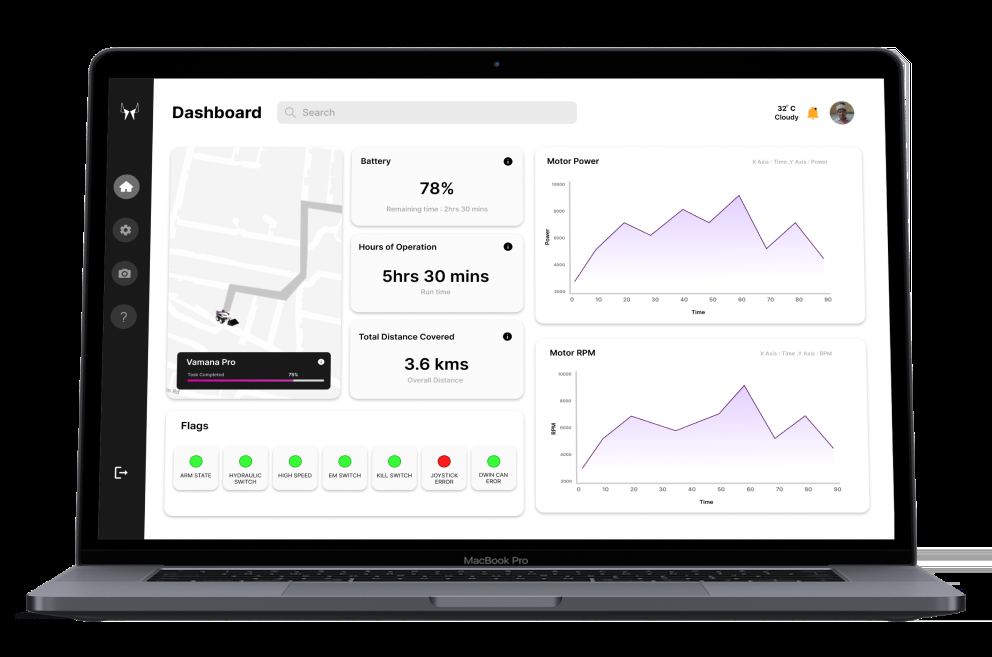 Dashboard
Search
32° C
Cloudy
Vamana Pro
Task Completed 75%
Battery
78%
Remaining time : 2hrs 30 mins
Hours of Operation
5hrs 30 mins
Run time
Total Distance Covered
3.6 kms
Overall Distance
Flags
ARM STATE
HYDRAULIC
SWITCH
HIGH SPEED
EM SWITCH
KILL SWITCH
JOYSTICK
ERROR
DWIN CAN
EROR
Motor Power
X Axis : Time ,Y Axis : Power
Power
10000
8000
6000
4000
2000
0 10 20 30 40 50 60 70 80 90
Time
Motor RPM
X Axis : Time ,Y Axis : RPM
RPM
10000
8000
6000
4000
2000
0 10 20 30 40 50 60 70 80 90
Time
MacBook Pro